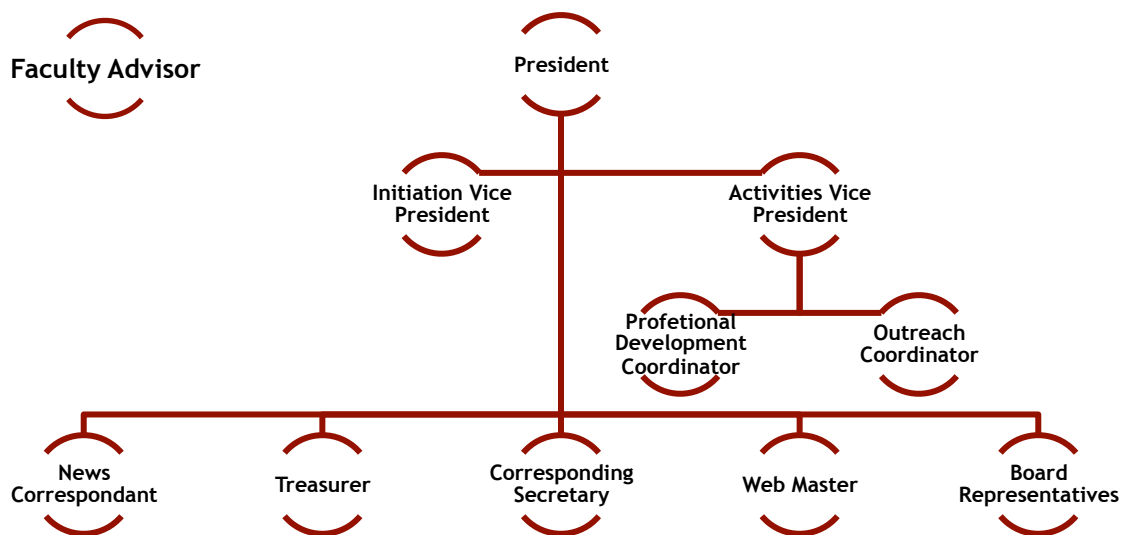 Faculty Advisor
President
Initiation Vice
President
Activities Vice
President
Profetional
Development
Coordinator
Outreach
Coordinator
News
Correspondant
Treasurer
Corresponding
Secretary
Web Master
Board
Representatives